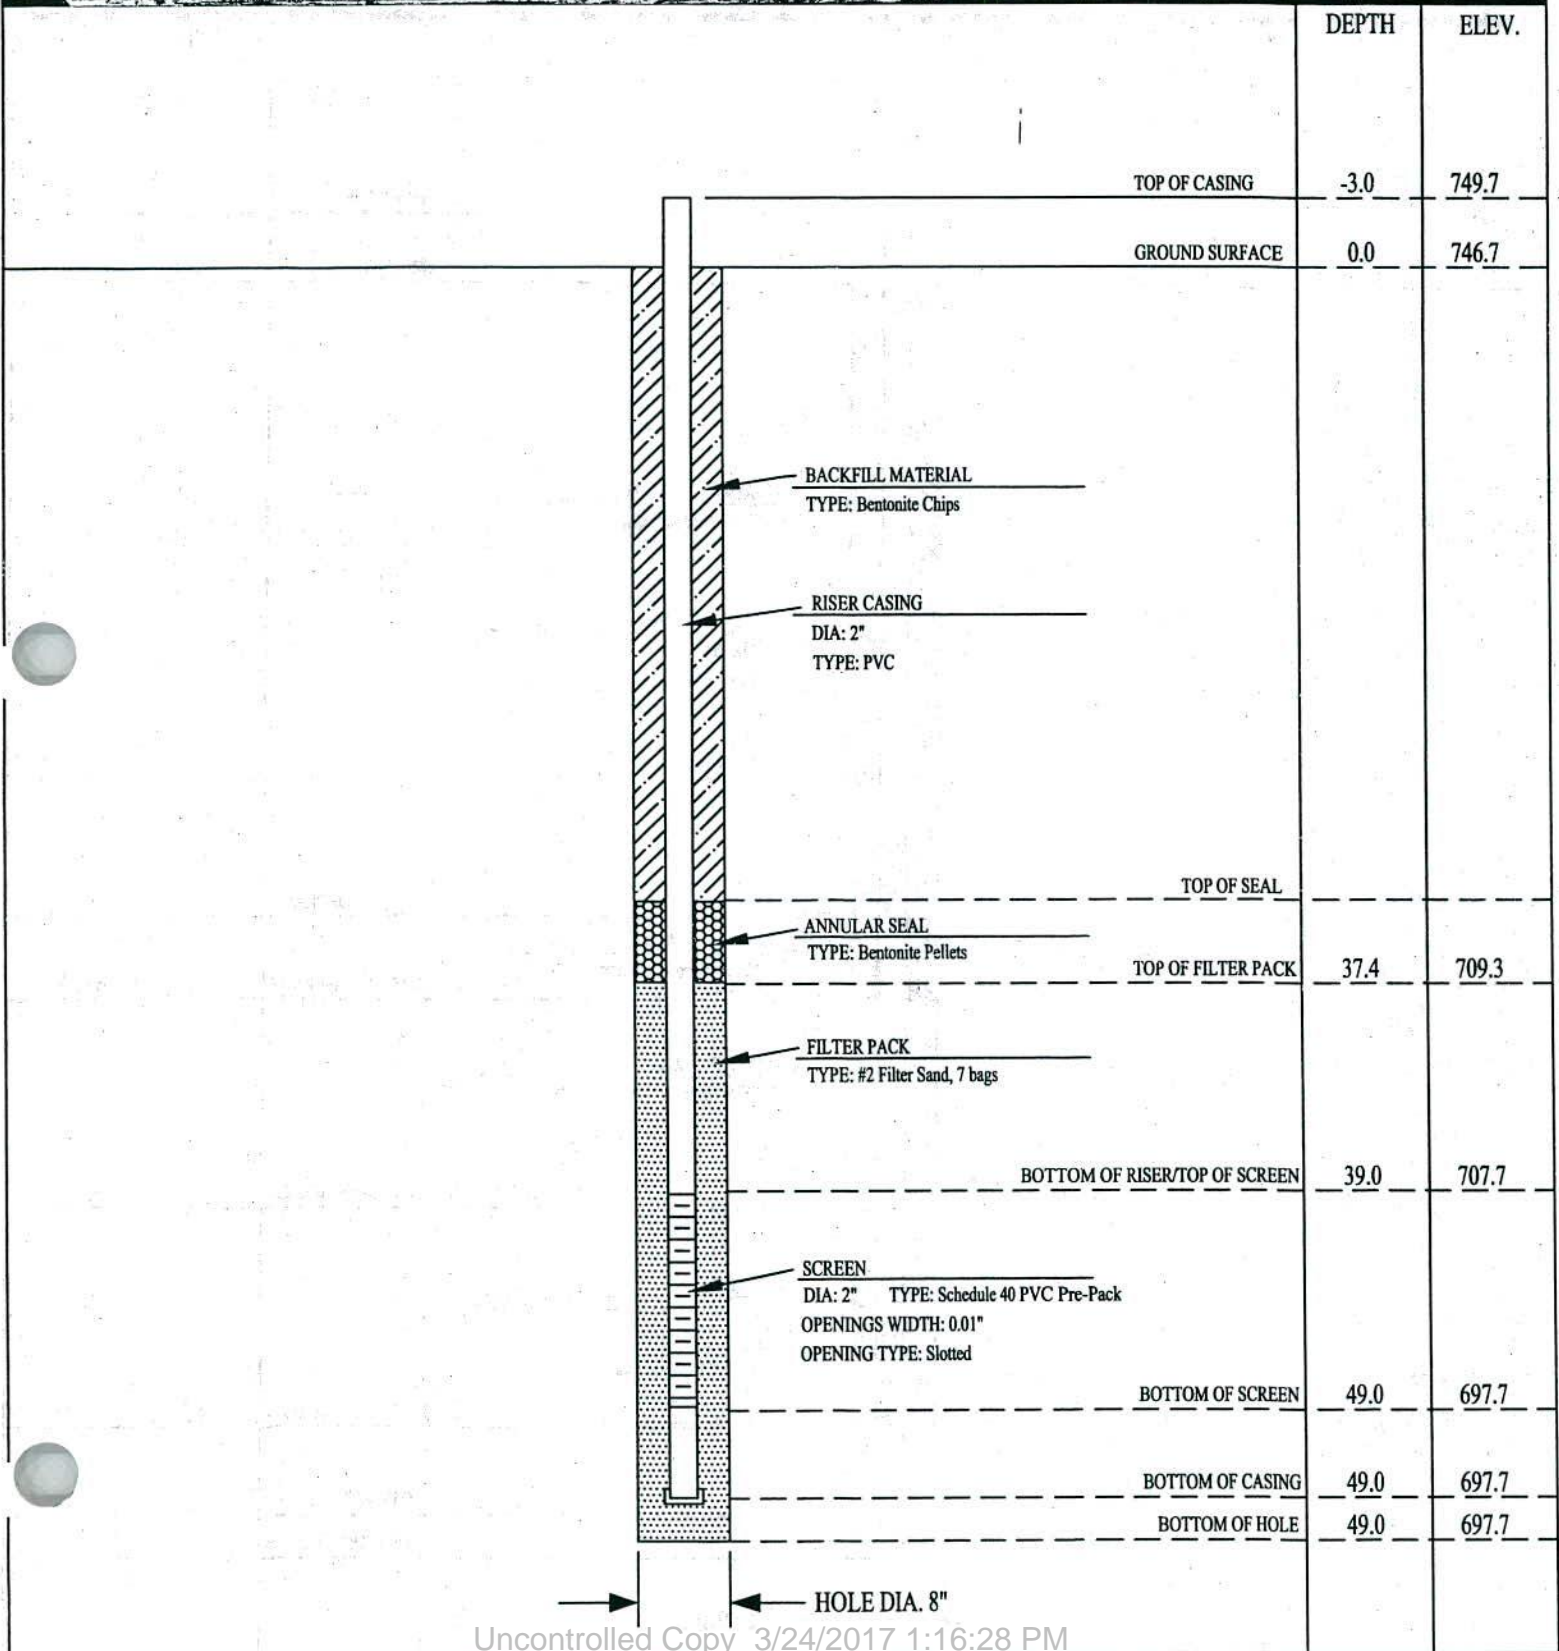 DEPTH ELEV.
TOP OF CASING -3.0 749.7
GROUND SURFACE 0.0 746.7
BACKFILL MATERIAL
TYPE: Bentonite Chips
RISER CASING
DIA: 2"
TYPE: PVC
TOP OF SEAL
ANNULAR SEAL
TYPE: Bentonite Pellets
TOP OF FILTER PACK 37.4 709.3
FILTER PACK
TYPE: #2 Filter Sand, 7 bags
BOTTOM OF RISER/TOP OF SCREEN 39.0 707.7
SCREEN
DIA: 2" TYPE: Schedule 40 PVC Pre-Pack
OPENINGS WIDTH: 0.01"
OPENING TYPE: Slotted
BOTTOM OF SCREEN 49.0 697.7
BOTTOM OF CASING 49.0 697.7
BOTTOM OF HOLE 49.0 697.7
HOLE DIA. 8"
Uncontrolled Copy 3/24/2017 1:16:28 PM